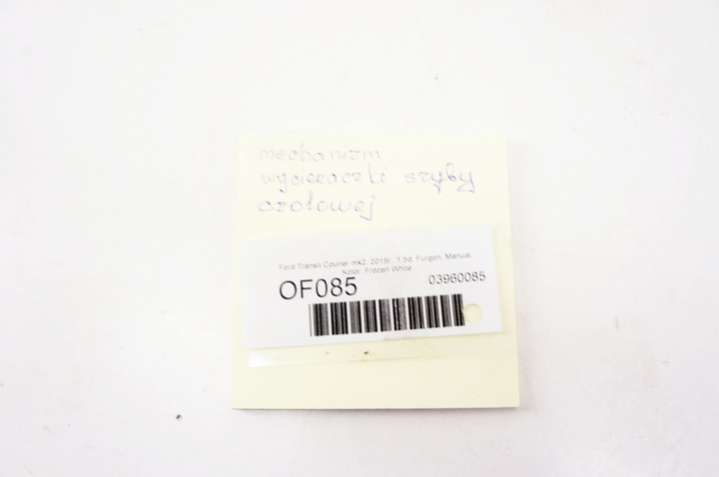 mechanizm
wycieraczki szyby
czołowej
Ford Transit Courier mk2, 2019r., 1.5d, Furgon, Manual
kolor: Frozen White
OF085
03960085